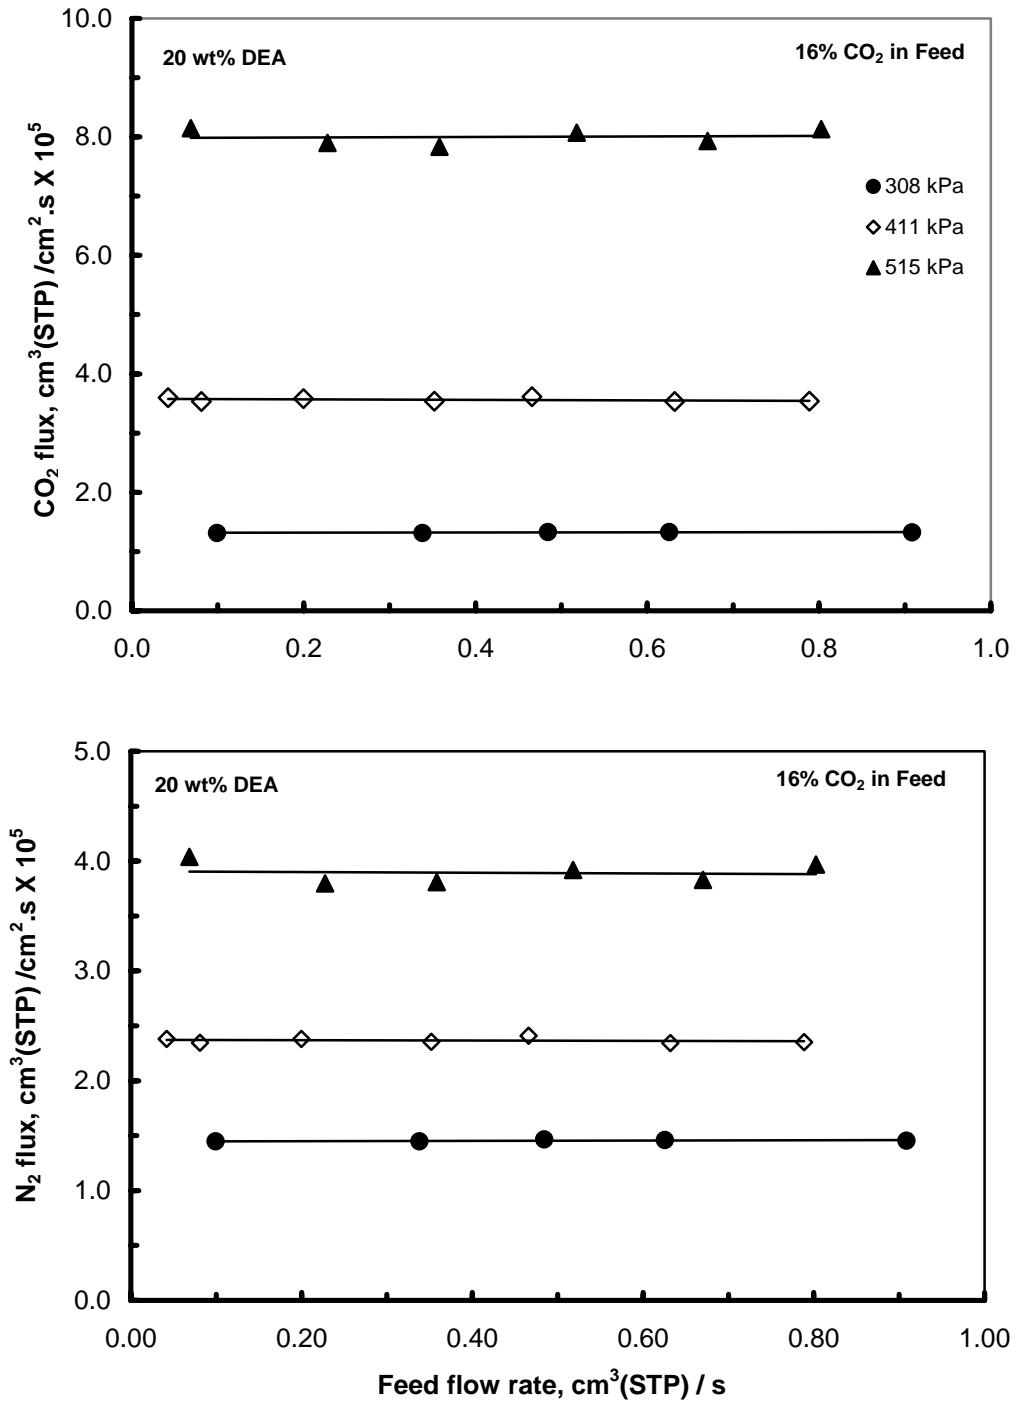 10.0
20 wt% DEA
16% CO₂ in Feed
8.0
308 kPa
411 kPa
515 kPa
6.0
4.0
2.0
0.0
0.0 0.2 0.4 0.6 0.8 1.0
CO₂ flux, cm³(STP) /cm².s X 10⁵
5.0
20 wt% DEA
16% CO₂ in Feed
4.0
3.0
2.0
1.0
0.0
0.00 0.20 0.40 0.60 0.80 1.00
N₂ flux, cm³(STP) /cm².s X 10⁵
Feed flow rate, cm³(STP) / s